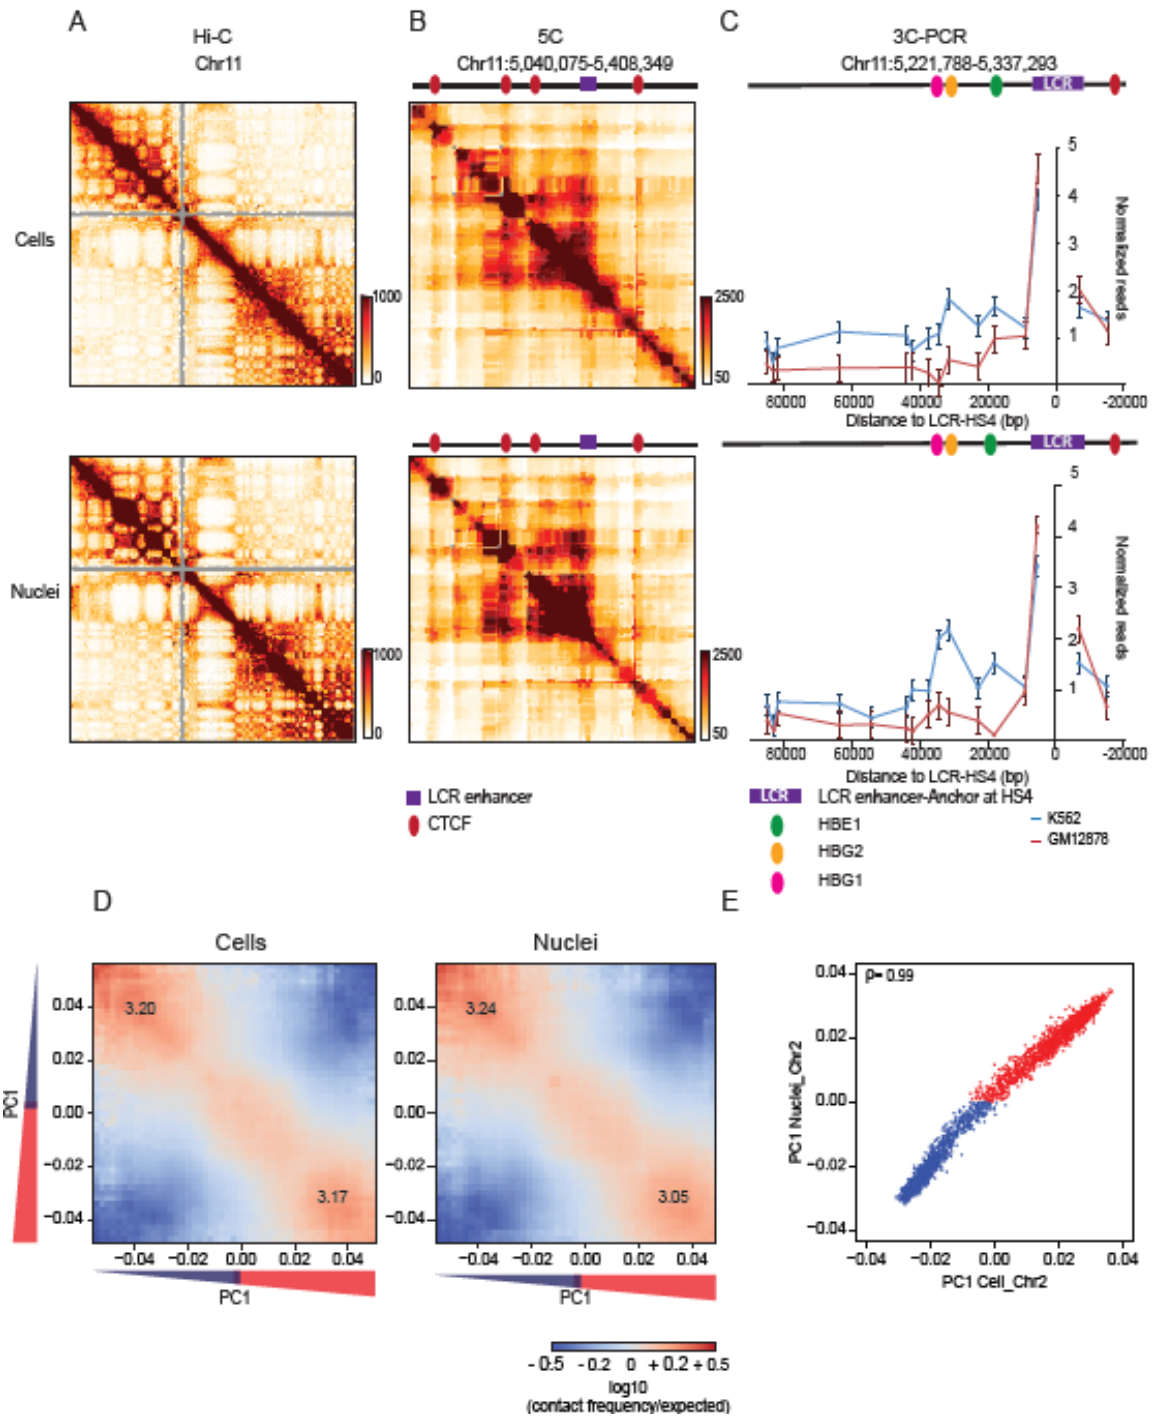 A
Hi-C
Chr11
B
5C
Chr11:5,040,075-5,408,349
C
3C-PCR
Chr11:5,221,788-5,337,293
LCR
Cells
1000
0
2500
50
5
4
3
2
1
Normalized reads
80000 60000 40000 20000 0 -20000
Distance to LCR-HS4 (bp)
LCR
Nuclei
1000
0
2500
50
5
4
3
2
1
Normalized reads
80000 60000 40000 20000 0 -20000
Distance to LCR-HS4 (bp)
LCR enhancer
CTCF
LCR LCR enhancer-Anchor at HS4
HBE1
HBG2
HBG1
K562
GM12878
D
Cells
Nuclei
PC1
0.04
0.02
0.00
−0.02
−0.04
3.20
3.17
−0.04 −0.02 0.00 0.02 0.04
PC1
0.04
0.02
0.00
−0.02
−0.04
3.24
3.05
−0.04 −0.02 0.00 0.02 0.04
PC1
- 0.5 - 0.2 0 + 0.2 + 0.5
log10
(contact frequency/expected)
E
ρ= 0.99
PC1 Nuclei_Chr2
0.04
0.02
0.00
−0.02
−0.04
−0.04 −0.02 0.00 0.02 0.04
PC1 Cell_Chr2